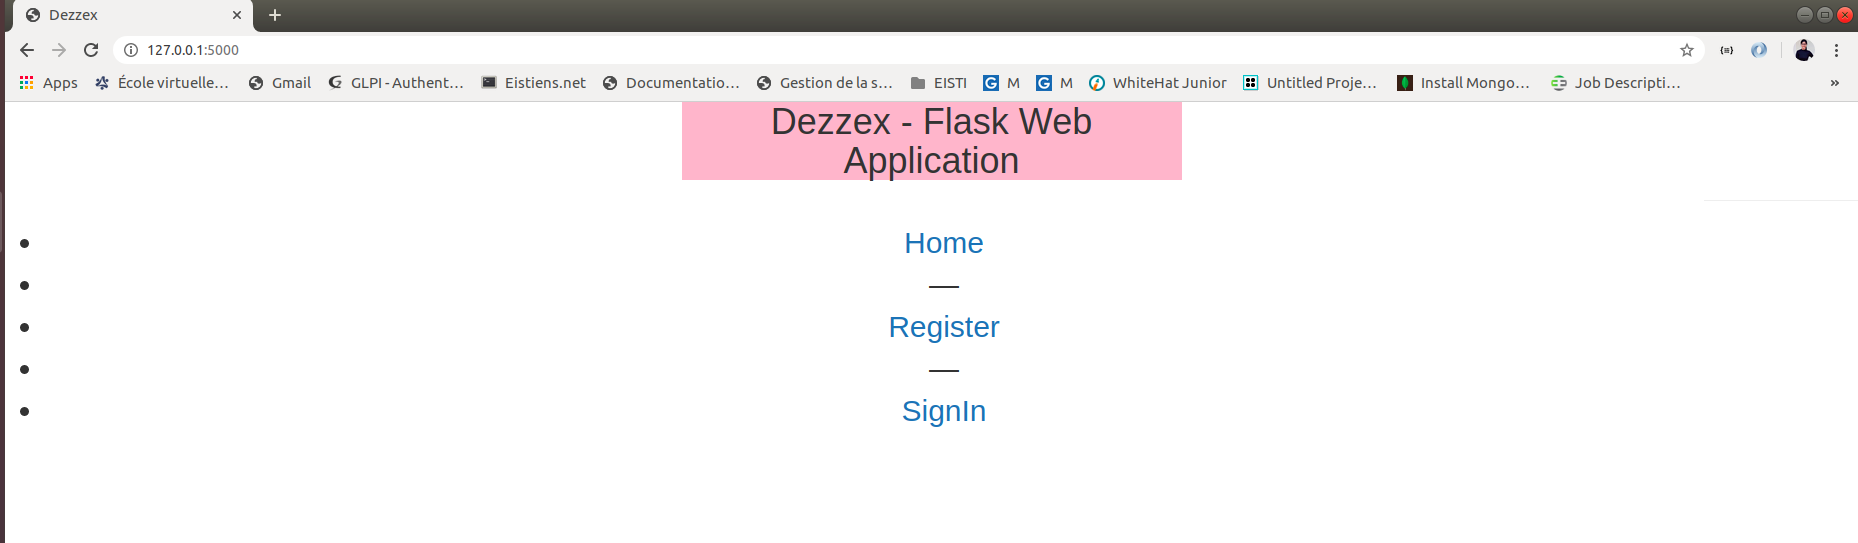 Dezzex
127.0.0.1:5000
Apps École virtuelle... Gmail GLPI - Authent... Eistiens.net Documentatio... Gestion de la s... EISTI M M WhiteHat Junior Untitled Proje... Install Mongo... Job Descripti... »
Dezzex - Flask Web
Application
Home
—
Register
—
SignIn